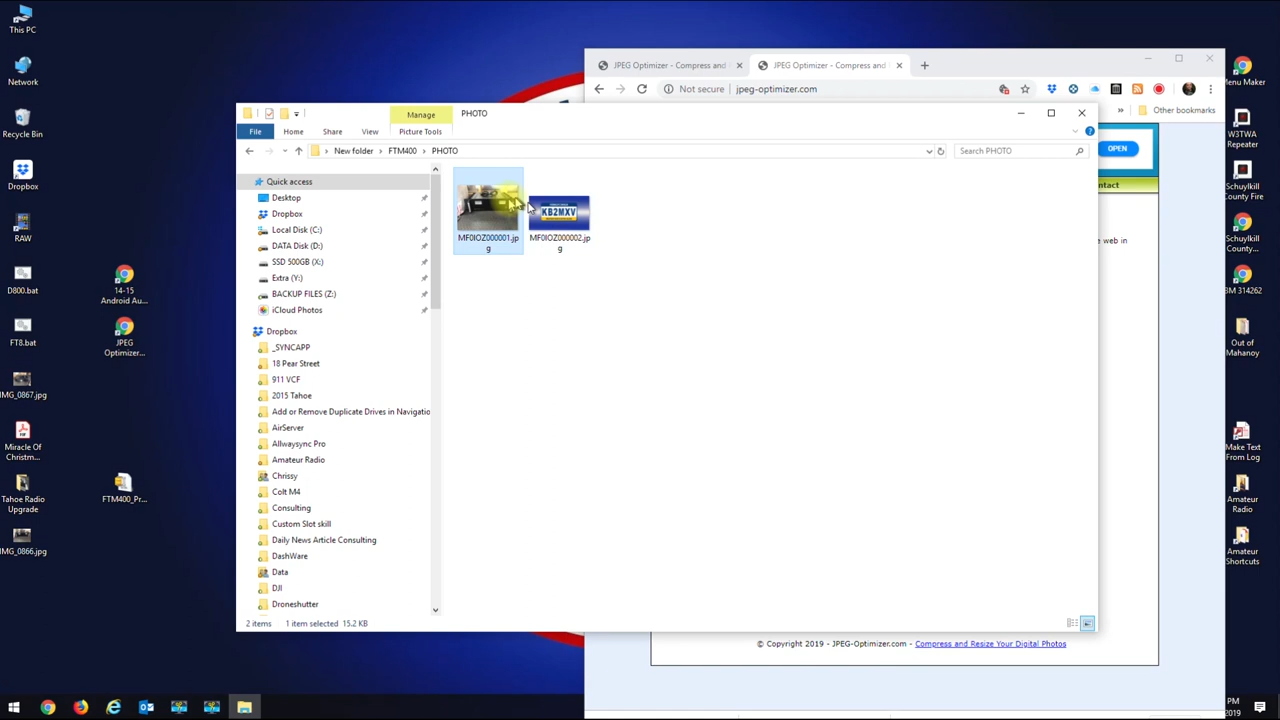 This PC
Network
Recycle Bin
Dropbox
RAW
D800.bat
14-15
Android Au...
FT8.bat
JPEG
Optimizer...
IMG_0867.jpg
Miracle Of
Christm...
Tahoe Radio
Upgrade
FTM400_Pr...
IMG_0866.jpg
JPEG Optimizer - Compress and
JPEG Optimizer - Compress and
Not secure
jpeg-optimizer.com
Other bookmarks
OPEN
ntact
e web in
Manage
PHOTO
File
Home
Share
View
Picture Tools
New folder
FTM400
PHOTO
Search PHOTO
Quick access
Desktop
Dropbox
Local Disk (C:)
DATA Disk (D:)
SSD 500GB (X:)
Extra (Y:)
BACKUP FILES (Z:)
iCloud Photos
Dropbox
_SYNCAPP
18 Pear Street
911 VCF
2015 Tahoe
Add or Remove Duplicate Drives in Navigatio
AirServer
Allwaysync Pro
Amateur Radio
Chrissy
Colt M4
Consulting
Custom Slot skill
Daily News Article Consulting
DashWare
Data
DJI
Droneshutter
KB2MXV
MF0IOZ000001.jp
g
MF0IOZ000002.jp
g
2 items
1 item selected 15.2 KB
© Copyright 2019 - JPEG-Optimizer.com - Compress and Resize Your Digital Photos
Menu Maker
W3TWA
Repeater
Schuylkill
County...
Schuylkill
County...
BM 314262
Out of
Mahanoy
Make Text
From Log
Amateur
Radio
Amateur
Shortcuts
PM
2019